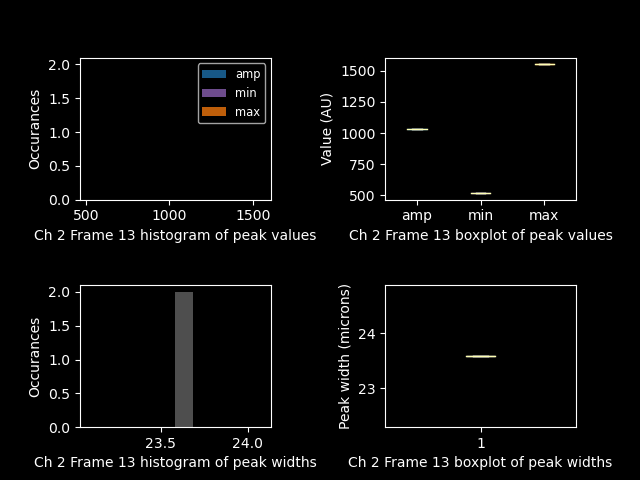 2.0
1.5
1.0
0.5
0.0
Occurances
amp
min
max
500 1000 1500
Ch 2 Frame 13 histogram of peak values
1500
1250
1000
750
500
Value (AU)
amp min max
Ch 2 Frame 13 boxplot of peak values
2.0
1.5
1.0
0.5
0.0
Occurances
23.5 24.0
Ch 2 Frame 13 histogram of peak widths
24
23
Peak width (microns)
1
Ch 2 Frame 13 boxplot of peak widths